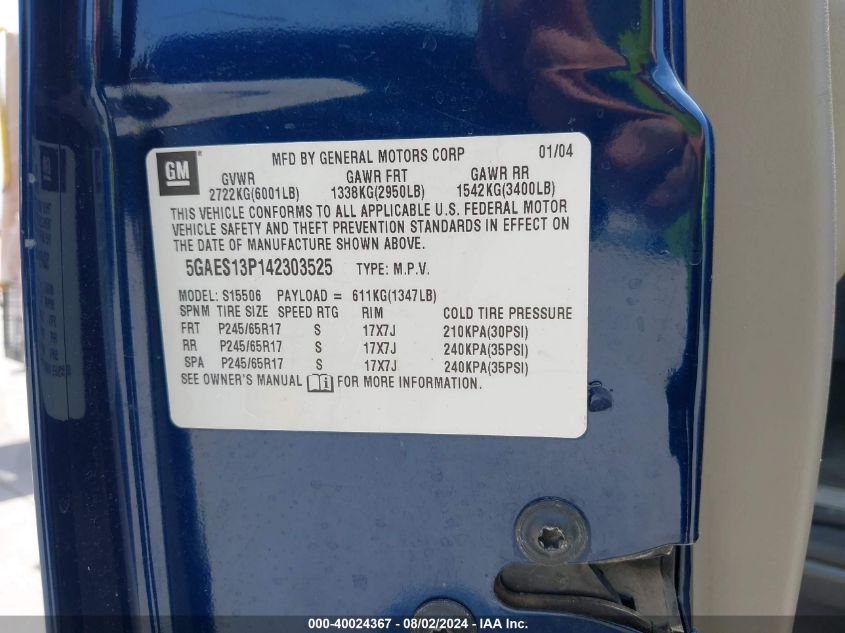 GM
MFD BY GENERAL MOTORS CORP 01/04
GVWR GAWR FRT GAWR RR
2722KG(6001LB) 1338KG(2950LB) 1542KG(3400LB)
THIS VEHICLE CONFORMS TO ALL APPLICABLE U.S. FEDERAL MOTOR
VEHICLE SAFETY AND THEFT PREVENTION STANDARDS IN EFFECT ON
THE DATE OF MANUFACTURE SHOWN ABOVE.
5GAES13P142303525 TYPE: M.P.V.
MODEL: S15506 PAYLOAD = 611KG(1347LB)
SPNM TIRE SIZE SPEED RTG RIM COLD TIRE PRESSURE
FRT P245/65R17 S 17X7J 210KPA(30PSI)
RR P245/65R17 S 17X7J 240KPA(35PSI)
SPA P245/65R17 S 17X7J 240KPA(35PSI)
SEE OWNER'S MANUAL i FOR MORE INFORMATION.
000-40024367 - 08/02/2024 - IAA Inc.